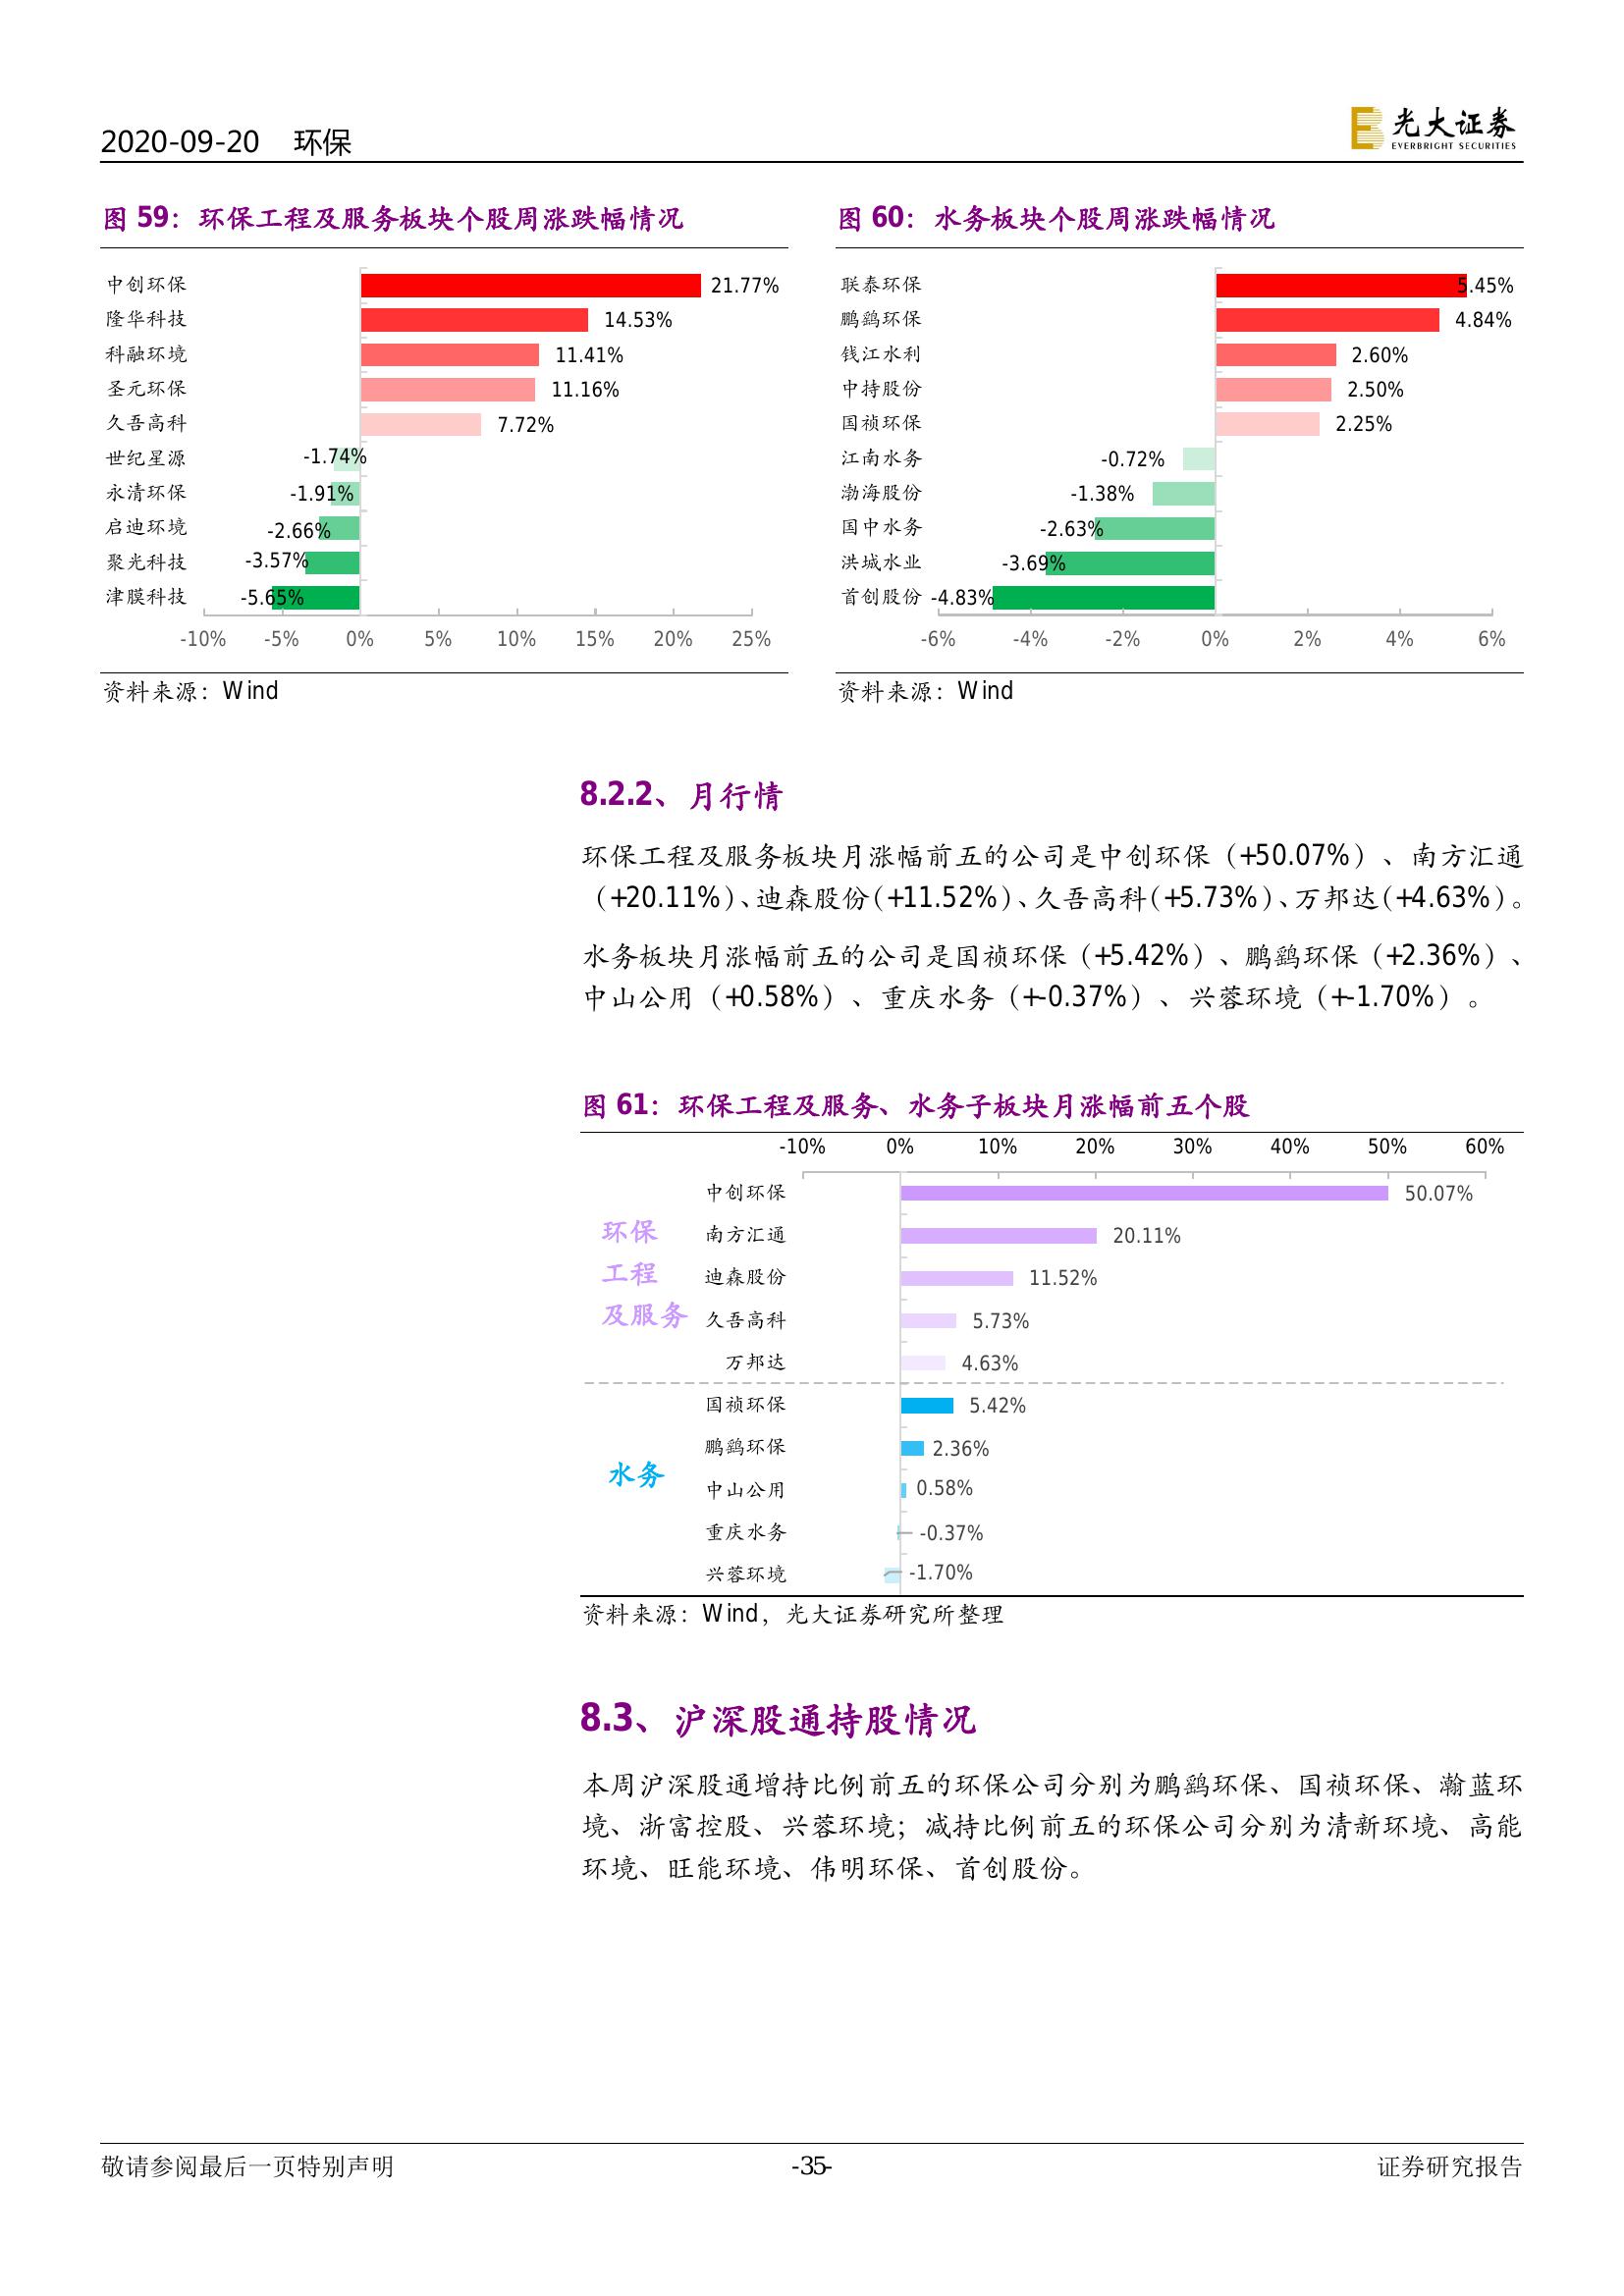 2020-09-20 环保
光大证券
EVERBRIGHT SECURITIES
图 59：环保工程及服务板块个股周涨跌幅情况
中创环保 21.77%
隆华科技 14.53%
科融环境 11.41%
圣元环保 11.16%
久吾高科 7.72%
世纪星源 -1.74%
永清环保 -1.91%
启迪环境 -2.66%
聚光科技 -3.57%
津膜科技 -5.65%
-10% -5% 0% 5% 10% 15% 20% 25%
资料来源：Wind
图 60：水务板块个股周涨跌幅情况
联泰环保 5.45%
鹏鹞环保 4.84%
钱江水利 2.60%
中持股份 2.50%
国祯环保 2.25%
江南水务 -0.72%
渤海股份 -1.38%
国中水务 -2.63%
洪城水业 -3.69%
首创股份 -4.83%
-6% -4% -2% 0% 2% 4% 6%
资料来源：Wind
8.2.2、月行情
环保工程及服务板块月涨幅前五的公司是中创环保（+50.07%）、南方汇通
（+20.11%）、迪森股份（+11.52%）、久吾高科（+5.73%）、万邦达（+4.63%）。
水务板块月涨幅前五的公司是国祯环保（+5.42%）、鹏鹞环保（+2.36%）、
中山公用（+0.58%）、重庆水务（+-0.37%）、兴蓉环境（+-1.70%）。
图 61：环保工程及服务、水务子板块月涨幅前五个股
-10% 0% 10% 20% 30% 40% 50% 60%
环保
工程
及服务
中创环保 50.07%
南方汇通 20.11%
迪森股份 11.52%
久吾高科 5.73%
万邦达 4.63%
水务
国祯环保 5.42%
鹏鹞环保 2.36%
中山公用 0.58%
重庆水务 -0.37%
兴蓉环境 -1.70%
资料来源：Wind，光大证券研究所整理
8.3、沪深股通持股情况
本周沪深股通增持比例前五的环保公司分别为鹏鹞环保、国祯环保、瀚蓝环
境、浙富控股、兴蓉环境；减持比例前五的环保公司分别为清新环境、高能
环境、旺能环境、伟明环保、首创股份。
敬请参阅最后一页特别声明
-35-
证券研究报告